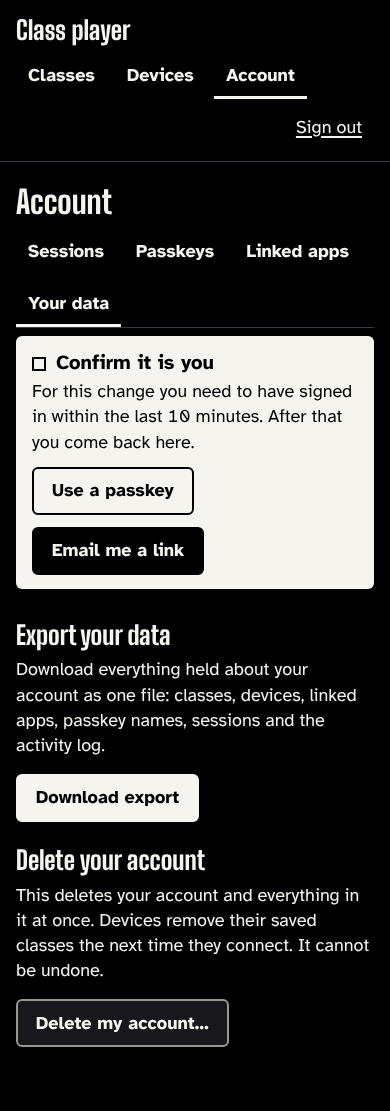 Class player
Classes
Devices
Account
Sign out
Account
Sessions
Passkeys
Linked apps
Your data
Confirm it is you
For this change you need to have signed
in within the last 10 minutes. After that
you come back here.
Use a passkey
Email me a link
Export your data
Download everything held about your
account as one file: classes, devices, linked
apps, passkey names, sessions and the
activity log.
Download export
Delete your account
This deletes your account and everything in
it at once. Devices remove their saved
classes the next time they connect. It cannot
be undone.
Delete my account...